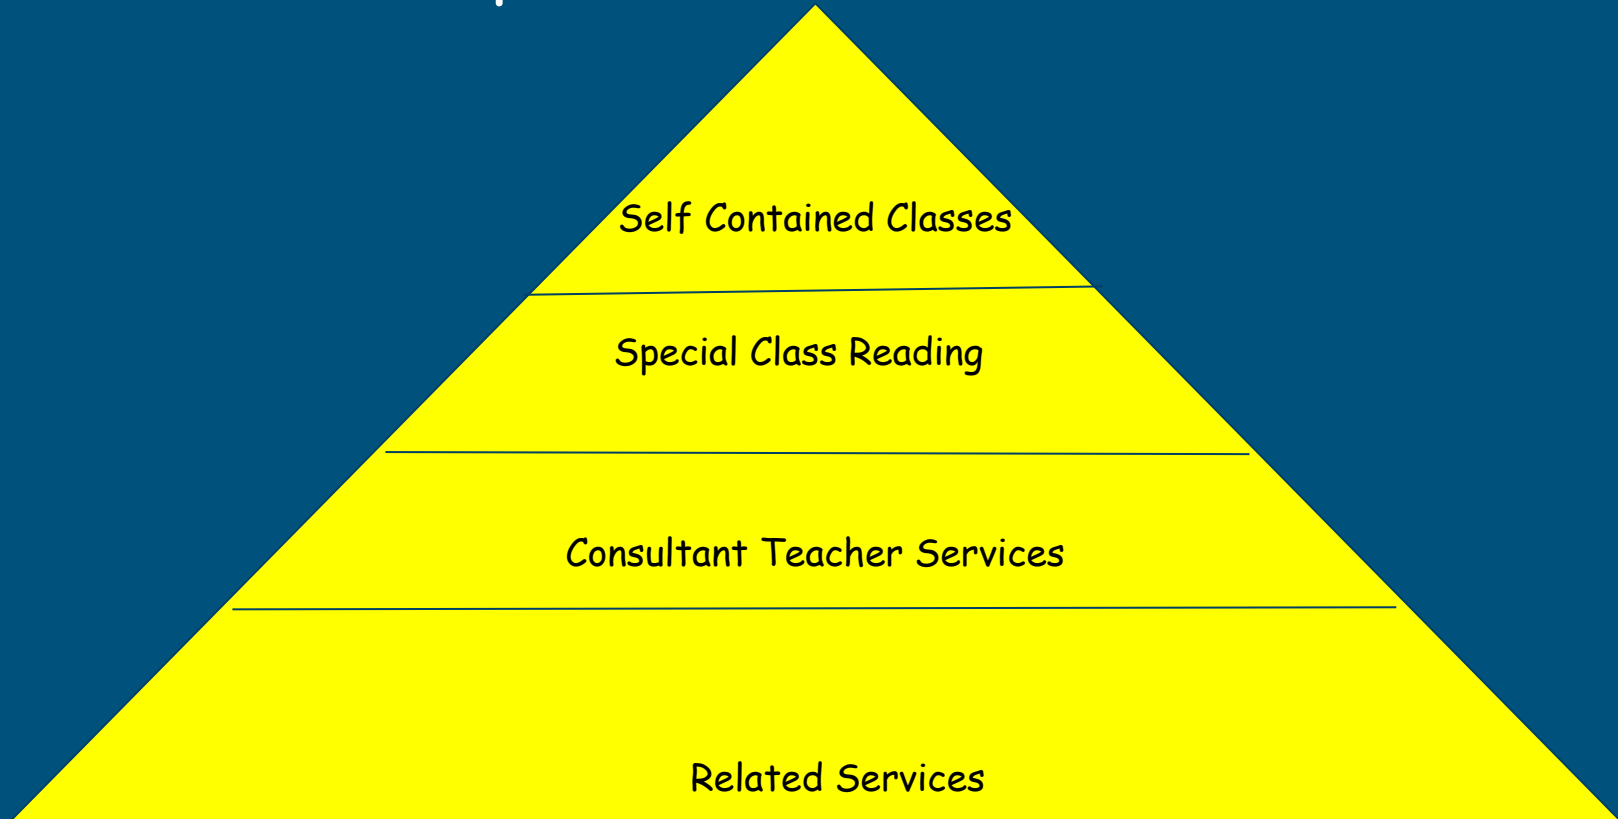 Self Contained Classes
Special Class Reading
Consultant Teacher Services
Related Services